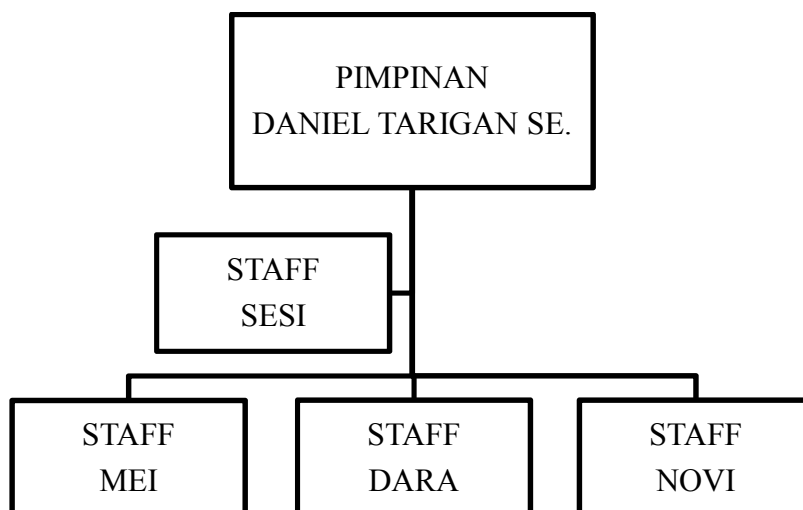 PIMPINAN
DANIEL TARIGAN SE.
STAFF
SESI
STAFF
MEI
STAFF
DARA
STAFF
NOVI